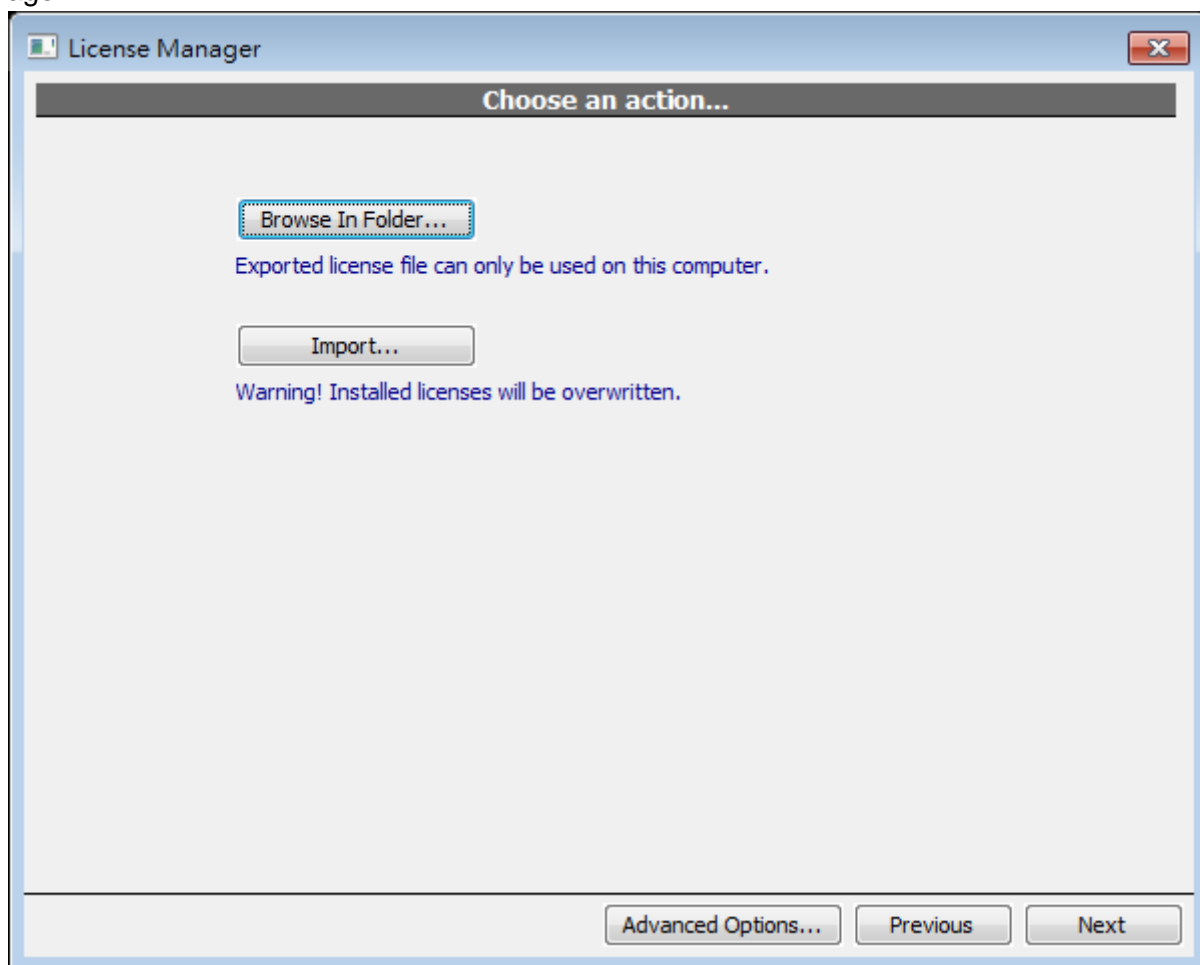 License Manager
Choose an action...
Browse In Folder...
Exported license file can only be used on this computer.
Import...
Warning! Installed licenses will be overwritten.
Advanced Options... Previous Next